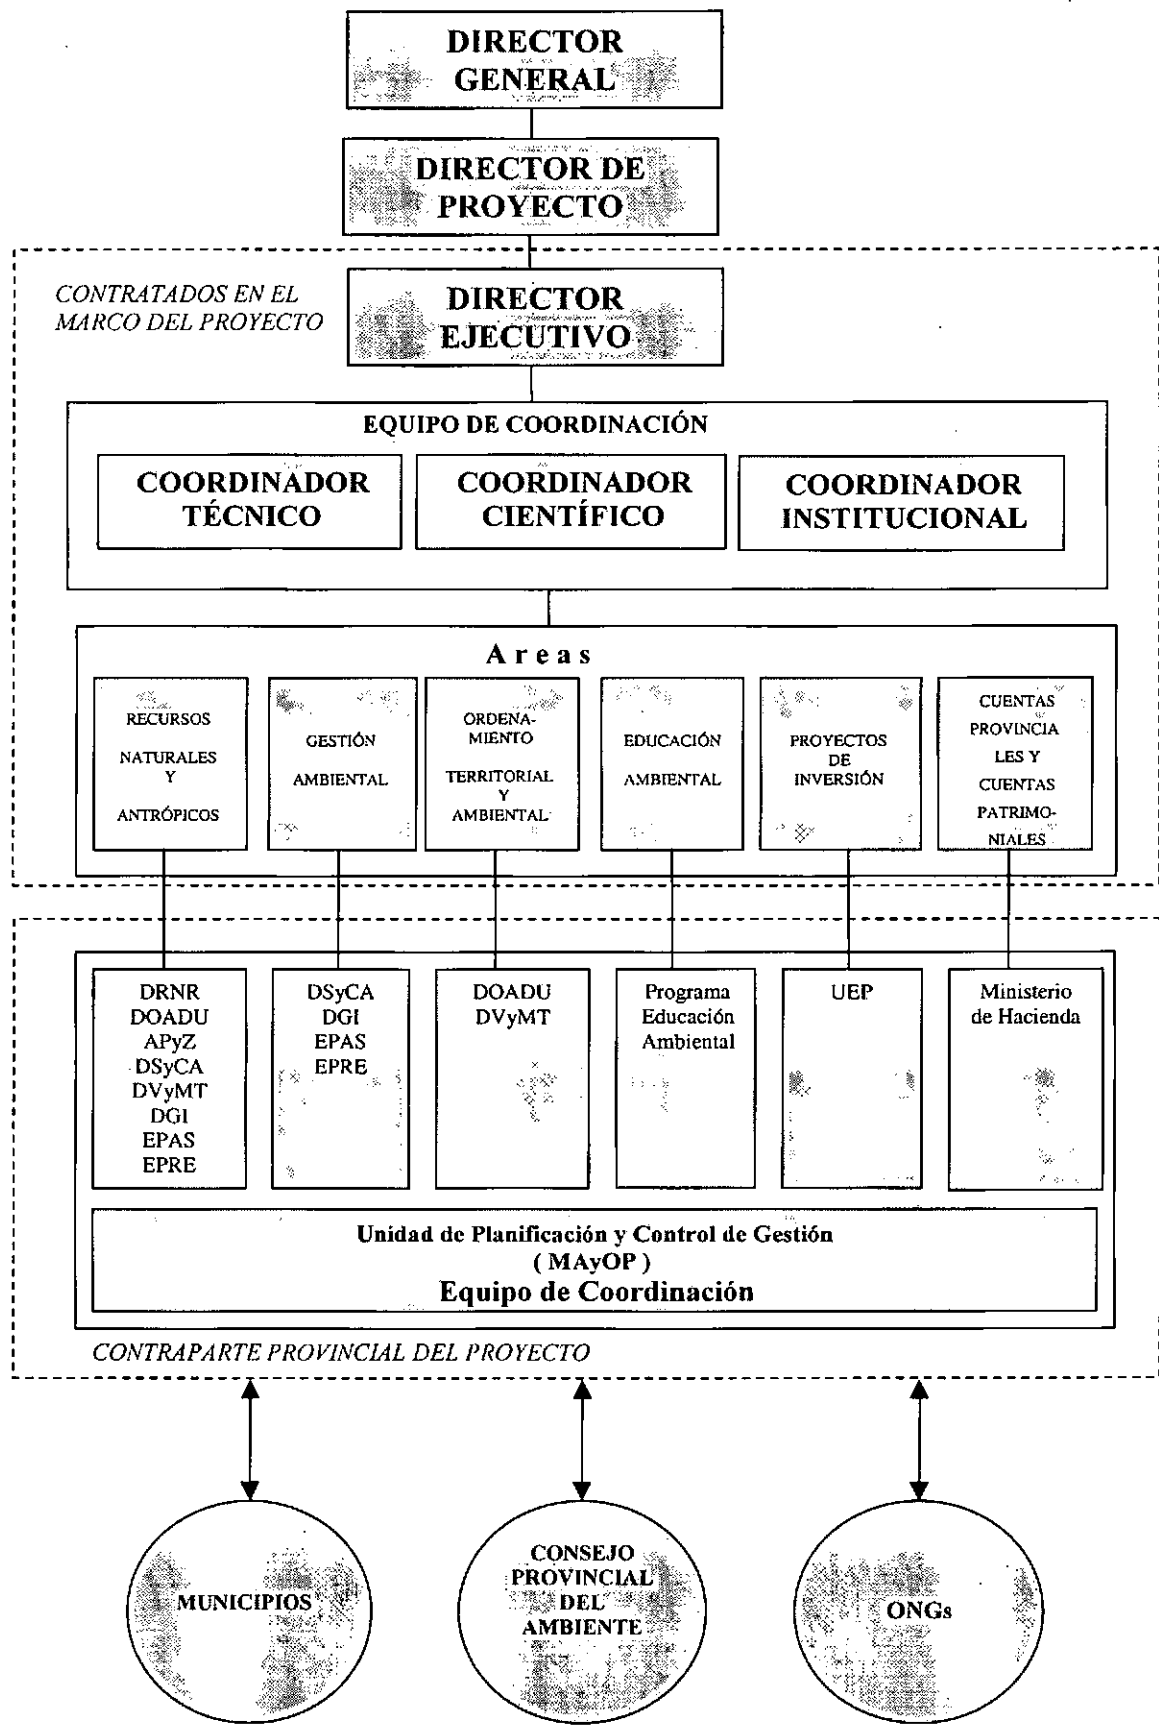 DIRECTOR
GENERAL
DIRECTOR DE
PROYECTO
CONTRATADOS EN EL
MARCO DEL PROYECTO
DIRECTOR
EJECUTIVO
EQUIPO DE COORDINACIÓN
COORDINADOR
TÉCNICO
COORDINADOR
CIENTÍFICO
COORDINADOR
INSTITUCIONAL
Areas
RECURSOS
NATURALES
Y
ANTRÓPICOS
GESTIÓN
AMBIENTAL
ORDENA-
MIENTO
TERRITORIAL
Y
AMBIENTAL
EDUCACIÓN
AMBIENTAL
PROYECTOS
DE
INVERSIÓN
CUENTAS
PROVINCIA
LES Y
CUENTAS
PATRIMO-
NIALES
DRNR
DOADU
APyZ
DSyCA
DVyMT
DGI
EPAS
EPRE
DSyCA
DGI
EPAS
EPRE
DOADU
DVyMT
Programa
Educación
Ambiental
UEP
Ministerio
de Hacienda
Unidad de Planificación y Control de Gestión
( MAyOP )
Equipo de Coordinación
CONTRAPARTE PROVINCIAL DEL PROYECTO
MUNICIPIOS
CONSEJO
PROVINCIAL
DEL
AMBIENTE
ONGs